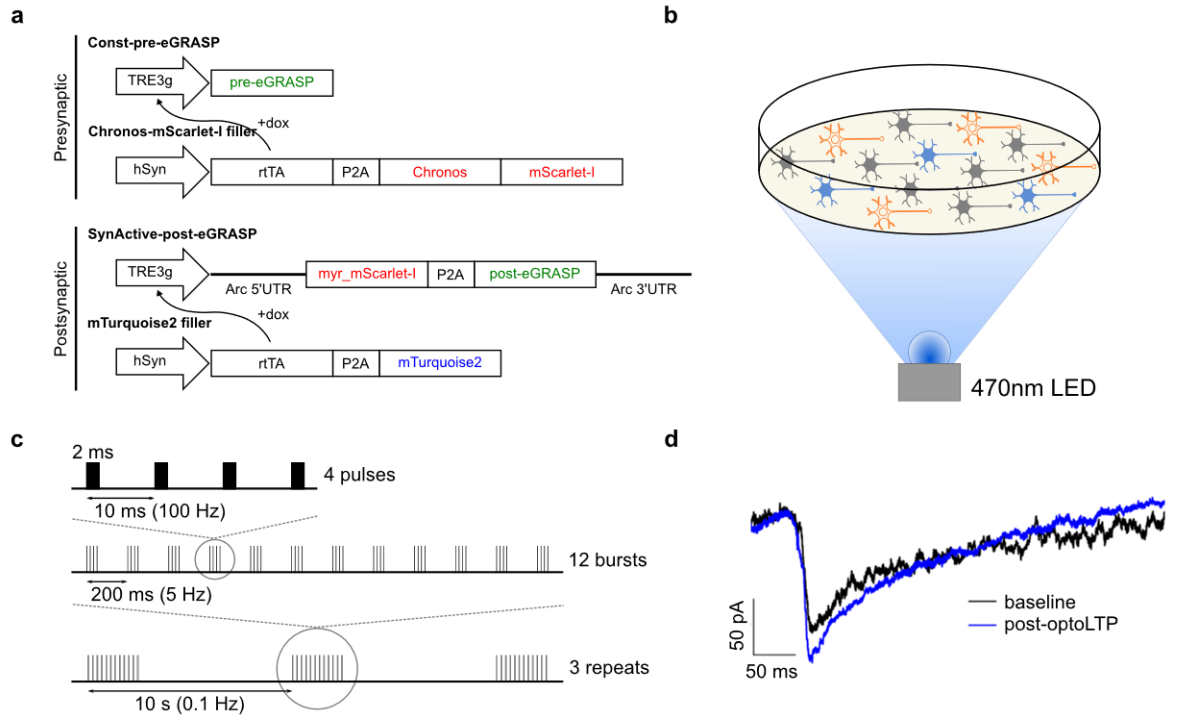 a
Presynaptic
Const-pre-eGRASP
TRE3g
pre-eGRASP
+dox
Chronos-mScarlet-I filler
hSyn
rtTA
P2A
Chronos
mScarlet-I
Postsynaptic
SynActive-post-eGRASP
TRE3g
myr_mScarlet-I
P2A
post-eGRASP
Arc 5'UTR
Arc 3'UTR
+dox
mTurquoise2 filler
hSyn
rtTA
P2A
mTurquoise2
b
470nm LED
c
2 ms
4 pulses
10 ms (100 Hz)
12 bursts
200 ms (5 Hz)
3 repeats
10 s (0.1 Hz)
d
baseline
post-optoLTP
50 pA
50 ms